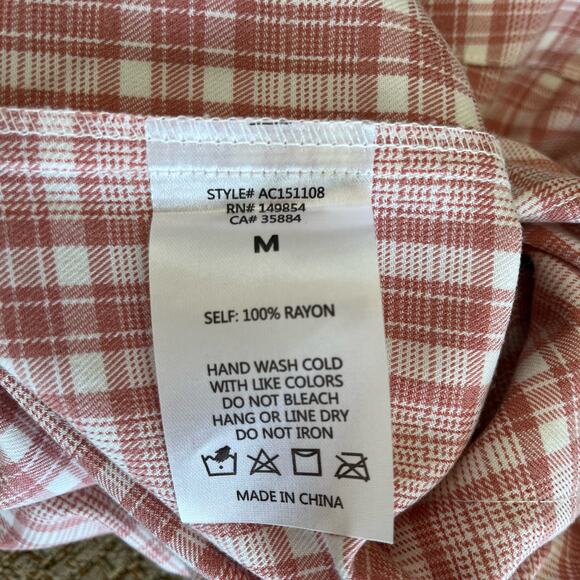 STYLE# AC151108
RN# 149854
CA# 35884
M
SELF: 100% RAYON
HAND WASH COLD
WITH LIKE COLORS
DO NOT BLEACH
HANG OR LINE DRY
DO NOT IRON
MADE IN CHINA